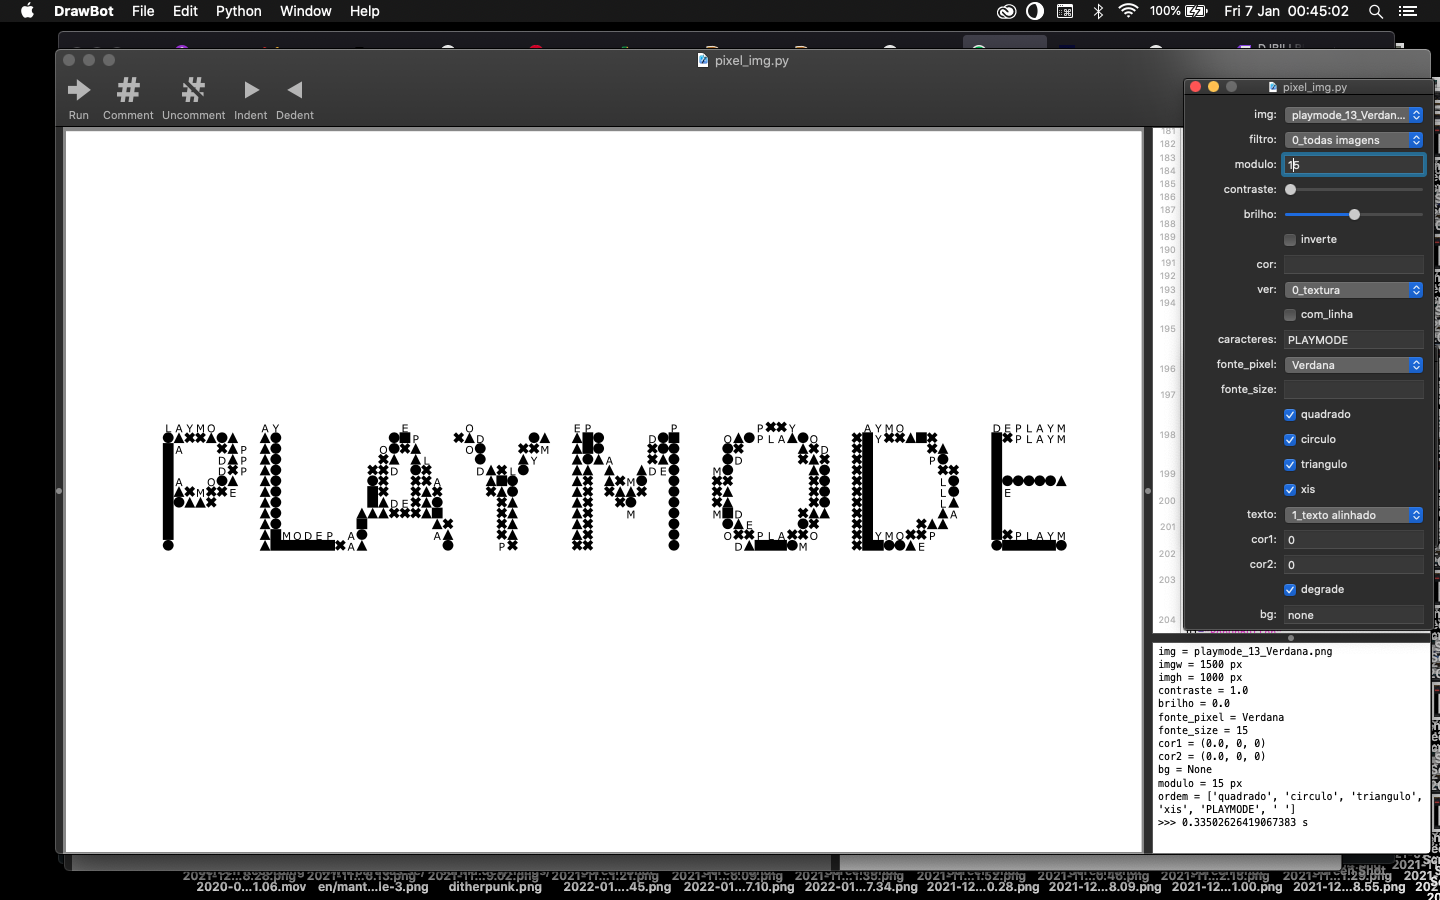 DrawBot File Edit Python Window Help 100% Fri 7 Jan 00:45:02
pixel_img.py
Run Comment Uncomment Indent Dedent
pixel_img.py
img: playmode_13_Verdan...
filtro: 0_todas imagens
modulo: 15
contraste:
brilho:
inverte
cor:
ver: 0_textura
com_linha
caracteres: PLAYMODE
fonte_pixel: Verdana
fonte_size:
quadrado
circulo
triangulo
xis
texto: 1_texto alinhado
cor1: 0
cor2: 0
degrade
bg: none
181
182
183
184
185
186
187
188
189
190
191
192
193
194
195
196
197
198
199
200
201
202
203
204
PLAYMODE
img = playmode_13_Verdana.png
imgw = 1500 px
imgh = 1000 px
contraste = 1.0
brilho = 0.0
fonte_pixel = Verdana
fonte_size = 15
cor1 = (0.0, 0, 0)
cor2 = (0.0, 0, 0)
bg = None
modulo = 15 px
ordem = ['quadrado', 'circulo', 'triangulo',
'xis', 'PLAYMODE', ' ']
>>> 0.33502626419067383 s
2020-0...1.06.mov en/mant...ie-3.png ditherpunk.png 2022-01....45.png 2022-01...7.10.png 2022-01...7.34.png 2021-12...0.28.png 2021-12...8.09.png 2021-12...1.00.png 2021-12...8.55.png